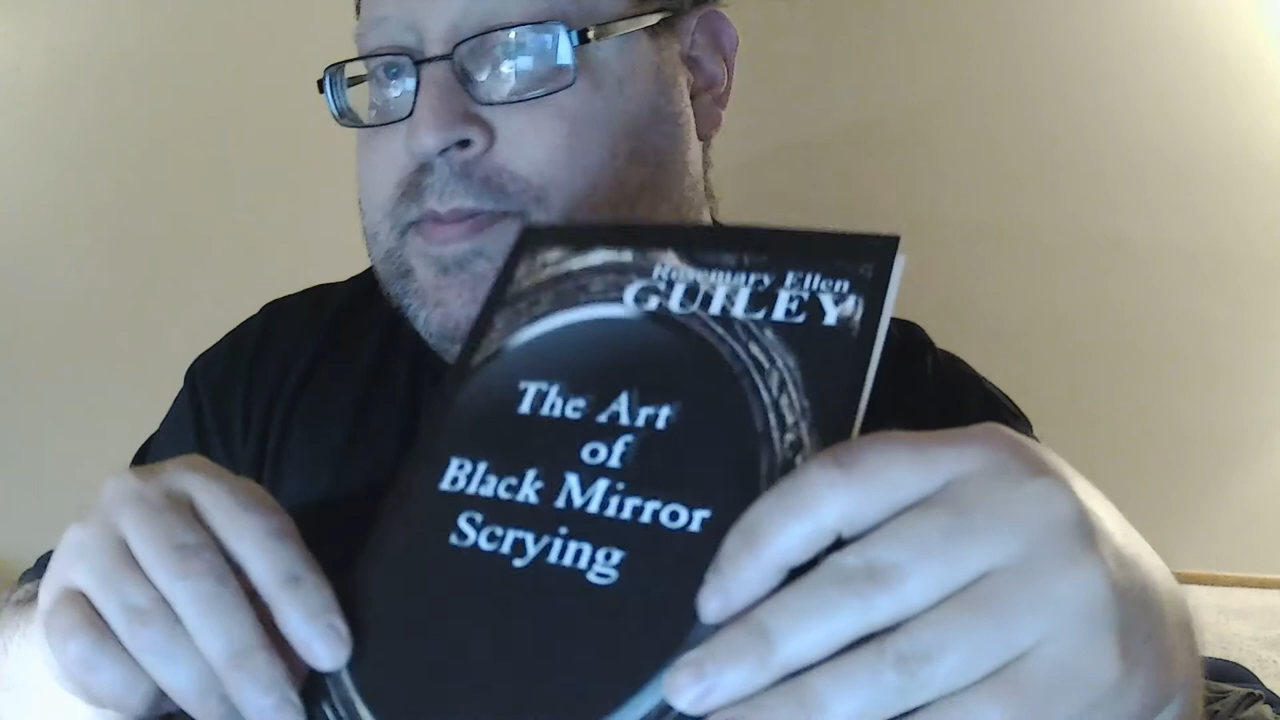 Rosemary Ellen
GUILEY
The Art
of
Black Mirror
Scrying